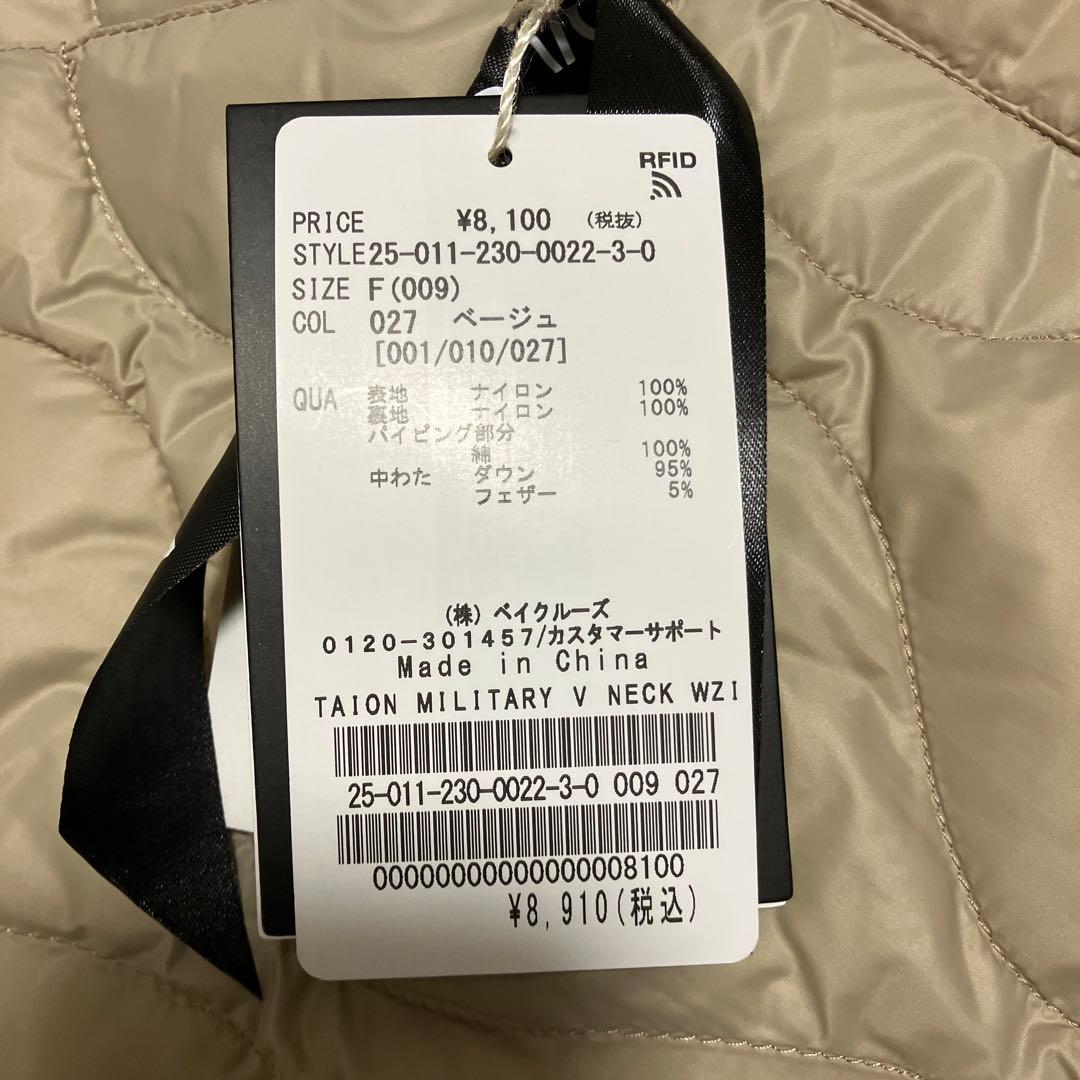 RFID
PRICE ¥8,100 (税抜)
STYLE 25-011-230-0022-3-0
SIZE F(009)
COL 027 ベージュ
[001/010/027]
QUA 表地 ナイロン 100%
裏地 ナイロン 100%
パイピング部分
綿 100%
中わた ダウン 95%
フェザー 5%
(株) ベイクルーズ
0120-301457/カスタマーサポート
Made in China
TAION MILITARY V NECK WZI
25-011-230-0022-3-0 009 027
00000000000000008100
¥8,910(税込)